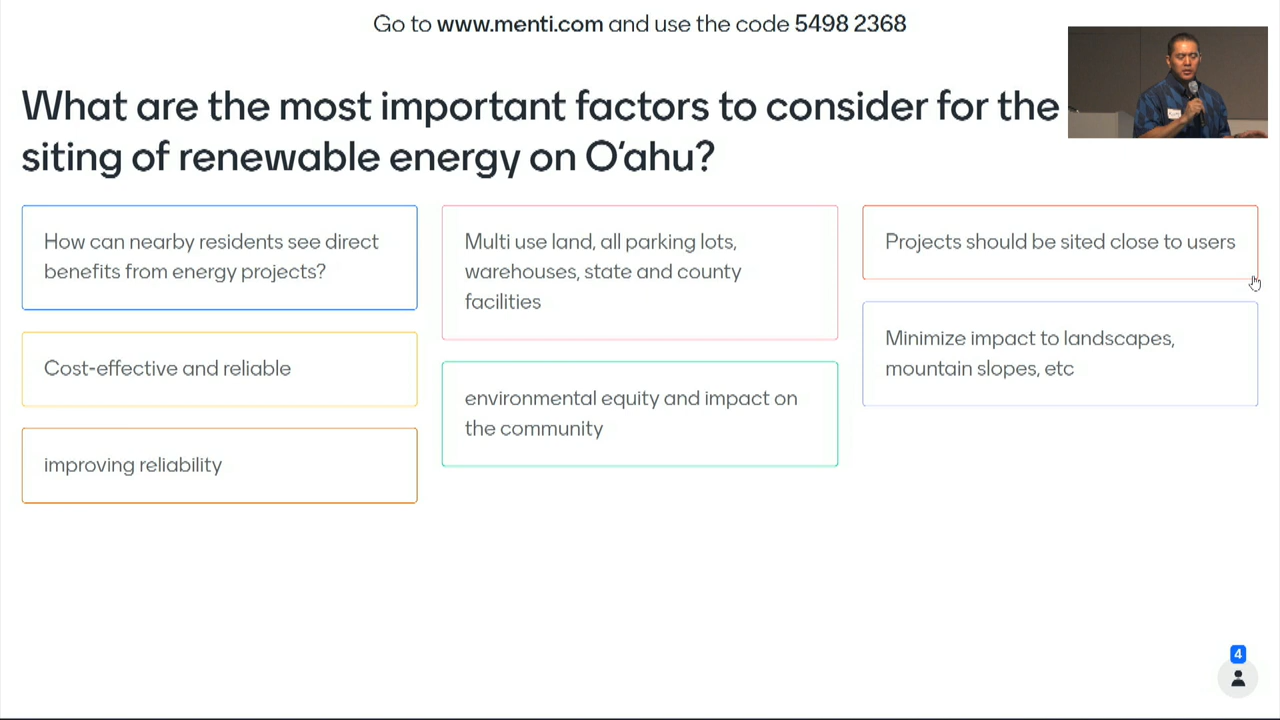 Go to www.menti.com and use the code 5498 2368
What are the most important factors to consider for the
siting of renewable energy on Oʻahu?
How can nearby residents see direct
benefits from energy projects?
Cost-effective and reliable
improving reliability
Multi use land, all parking lots,
warehouses, state and county
facilities
environmental equity and impact on
the community
Projects should be sited close to users
Minimize impact to landscapes,
mountain slopes, etc
4